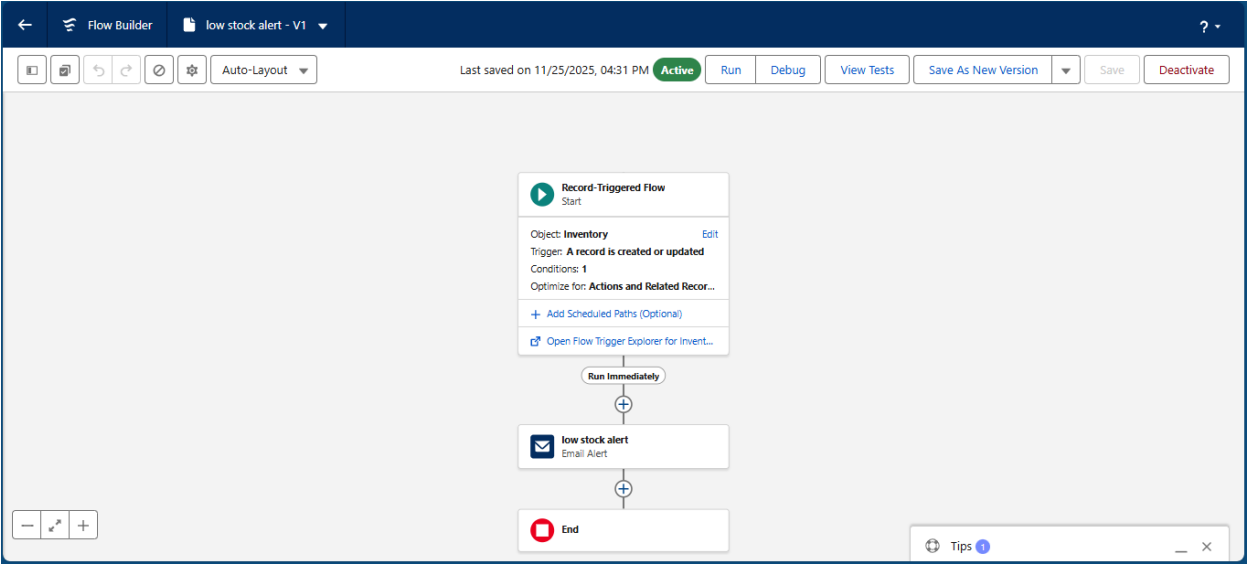 Flow Builder
low stock alert - V1
?
Auto-Layout
Last saved on 11/25/2025, 04:31 PM
Active
Run
Debug
View Tests
Save As New Version
Save
Deactivate
Record-Triggered Flow
Start
Object: Inventory
Edit
Trigger: A record is created or updated
Conditions: 1
Optimize for: Actions and Related Recor...
+ Add Scheduled Paths (Optional)
Open Flow Trigger Explorer for Invent...
Run Immediately
low stock alert
Email Alert
End
Tips 1